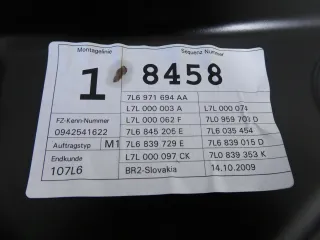 Montagelinie Sequenz-Nummer
1 8458
7L6 971 694 AA
L7L 000 003 A L7L 000 074
FZ-Kenn-Nummer L7L 000 062 F 7L0 959 703 D
0942541622 7L6 845 205 E 7L6 035 454
Auftragstyp M1 7L6 839 729 E 7L6 839 015 D
Endkunde L7L 000 097 CK 7L0 839 353 K
107L6 BR2-Slovakia 14.10.2009